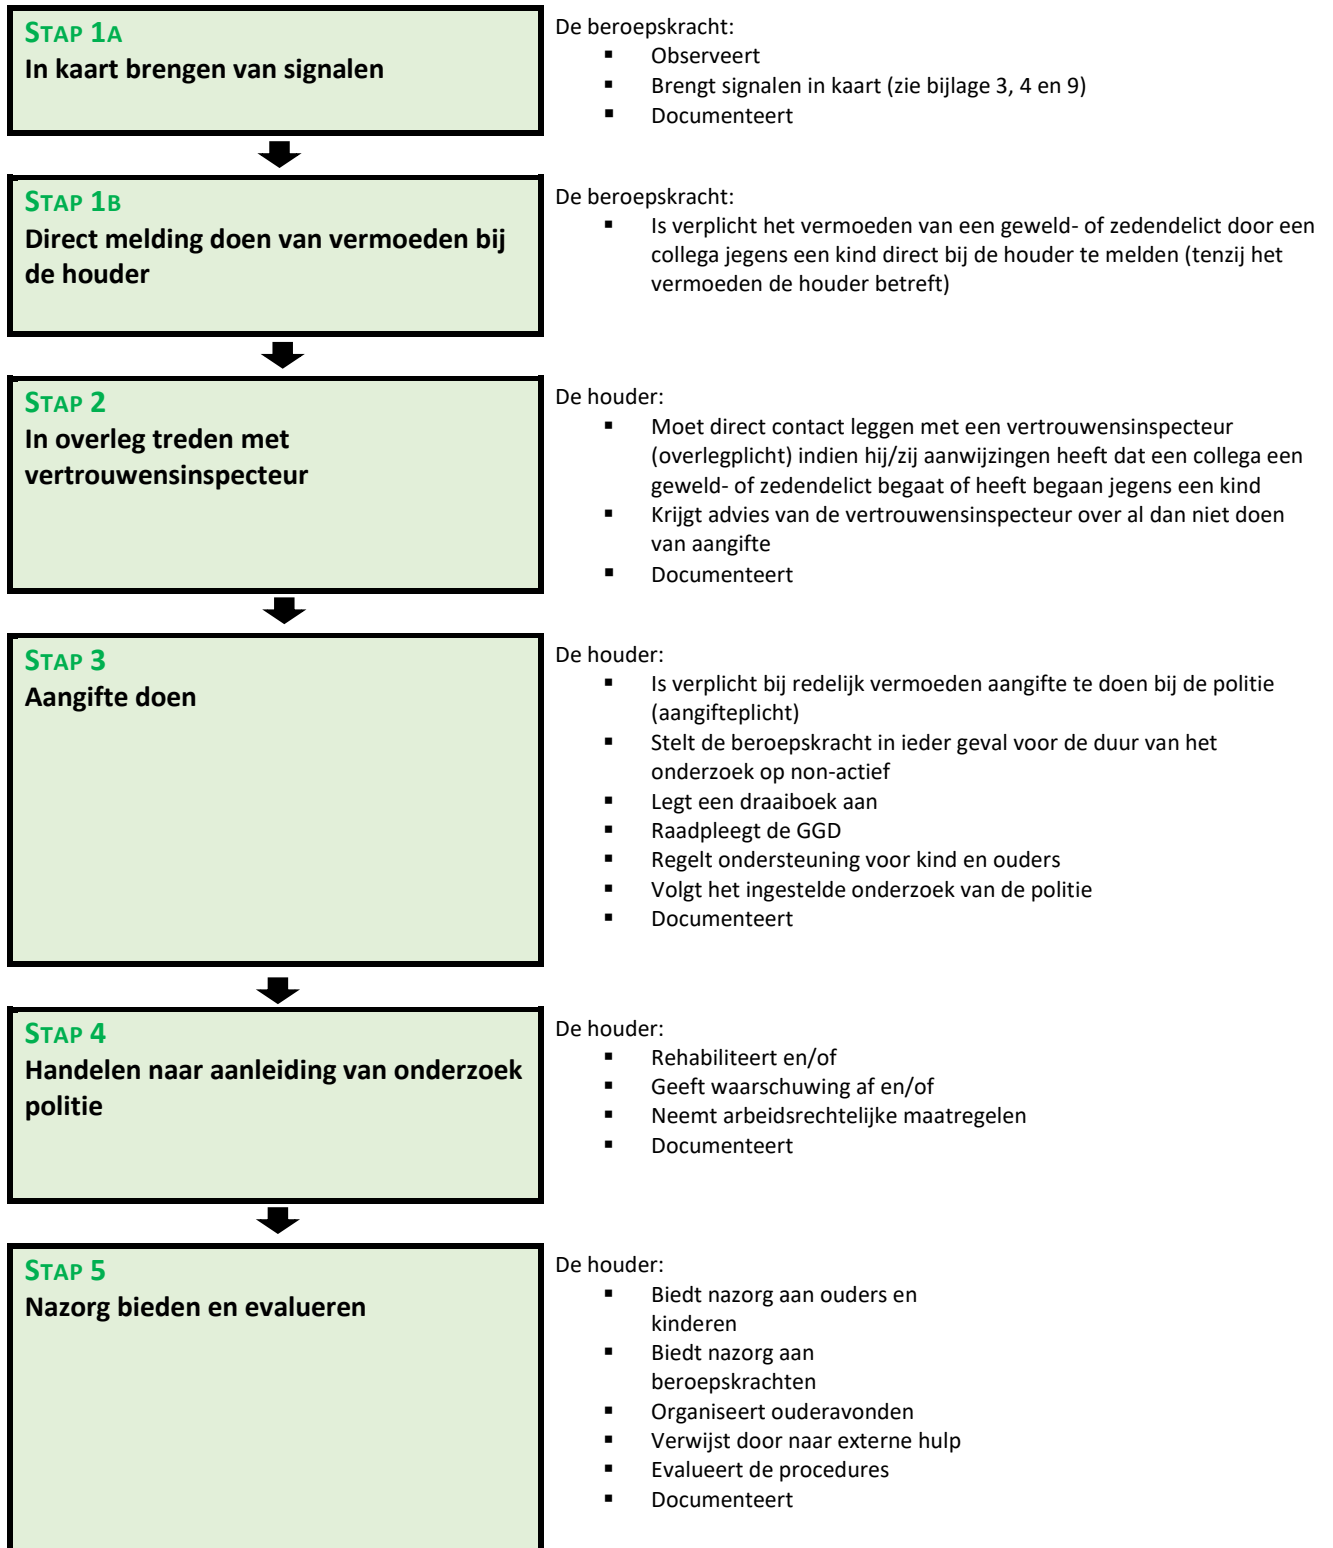 STAP 1A
In kaart brengen van signalen
De beroepskracht:
▪ Observeert
▪ Brengt signalen in kaart (zie bijlage 3, 4 en 9)
▪ Documenteert
STAP 1B
Direct melding doen van vermoeden bij
de houder
De beroepskracht:
▪ Is verplicht het vermoeden van een geweld- of zedendelict door een
collega jegens een kind direct bij de houder te melden (tenzij het
vermoeden de houder betreft)
STAP 2
In overleg treden met
vertrouwensinspecteur
De houder:
▪ Moet direct contact leggen met een vertrouwensinspecteur
(overlegplicht) indien hij/zij aanwijzingen heeft dat een collega een
geweld- of zedendelict begaat of heeft begaan jegens een kind
▪ Krijgt advies van de vertrouwensinspecteur over al dan niet doen
van aangifte
▪ Documenteert
STAP 3
Aangifte doen
De houder:
▪ Is verplicht bij redelijk vermoeden aangifte te doen bij de politie
(aangifteplicht)
▪ Stelt de beroepskracht in ieder geval voor de duur van het
onderzoek op non-actief
▪ Legt een draaiboek aan
▪ Raadpleegt de GGD
▪ Regelt ondersteuning voor kind en ouders
▪ Volgt het ingestelde onderzoek van de politie
▪ Documenteert
STAP 4
Handelen naar aanleiding van onderzoek
politie
De houder:
▪ Rehabiliteert en/of
▪ Geeft waarschuwing af en/of
▪ Neemt arbeidsrechtelijke maatregelen
▪ Documenteert
STAP 5
Nazorg bieden en evalueren
De houder:
▪ Biedt nazorg aan ouders en
kinderen
▪ Biedt nazorg aan
beroepskrachten
▪ Organiseert ouderavonden
▪ Verwijst door naar externe hulp
▪ Evalueert de procedures
▪ Documenteert